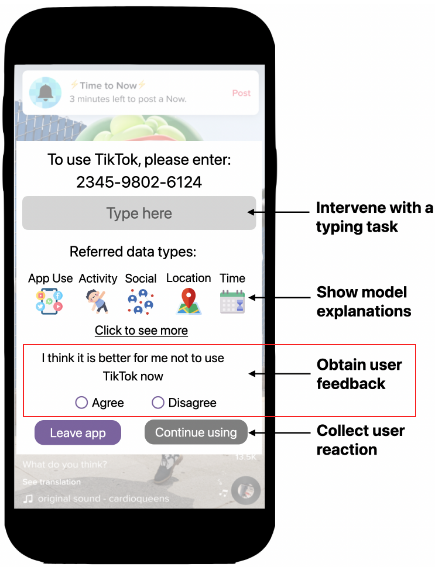 ⚡Time to Now⚡
3 minutes left to post a Now.
Post
To use TikTok, please enter:
2345-9802-6124
Type here
Intervene with a
typing task
Referred data types:
App Use Activity Social Location Time
Show model
explanations
Click to see more
I think it is better for me not to use
TikTok now
Obtain user
feedback
Agree Disagree
Leave app Continue using
Collect user
reaction
What do you think?
13.5K
See translation
original sound - cardioqueens